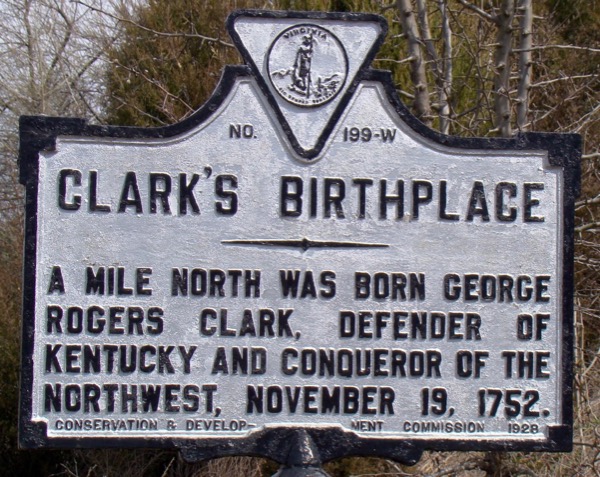 VIRGINIA
NO. 199-W
CLARK'S BIRTHPLACE
A MILE NORTH WAS BORN GEORGE
ROGERS CLARK, DEFENDER OF
KENTUCKY AND CONQUEROR OF THE
NORTHWEST, NOVEMBER 19, 1752.
CONSERVATION & DEVELOP- MENT COMMISSION 1928